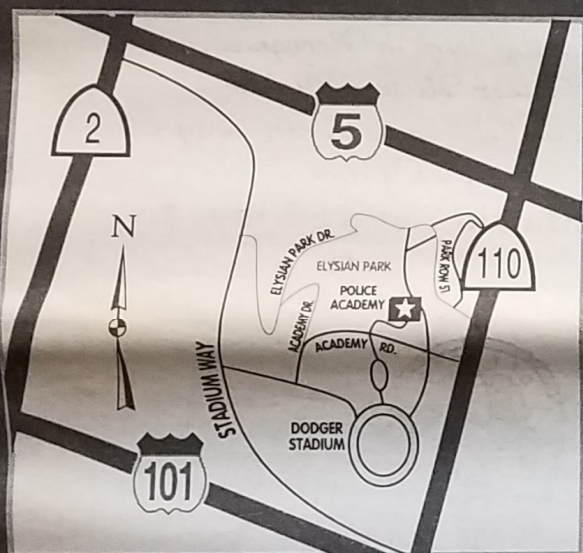 2
5
N
ELYSIAN PARK DR.
ELYSIAN PARK
PARK ROW ST.
110
POLICE
ACADEMY
ACADEMY DR.
ACADEMY RD.
STADIUM WAY
DODGER
STADIUM
101